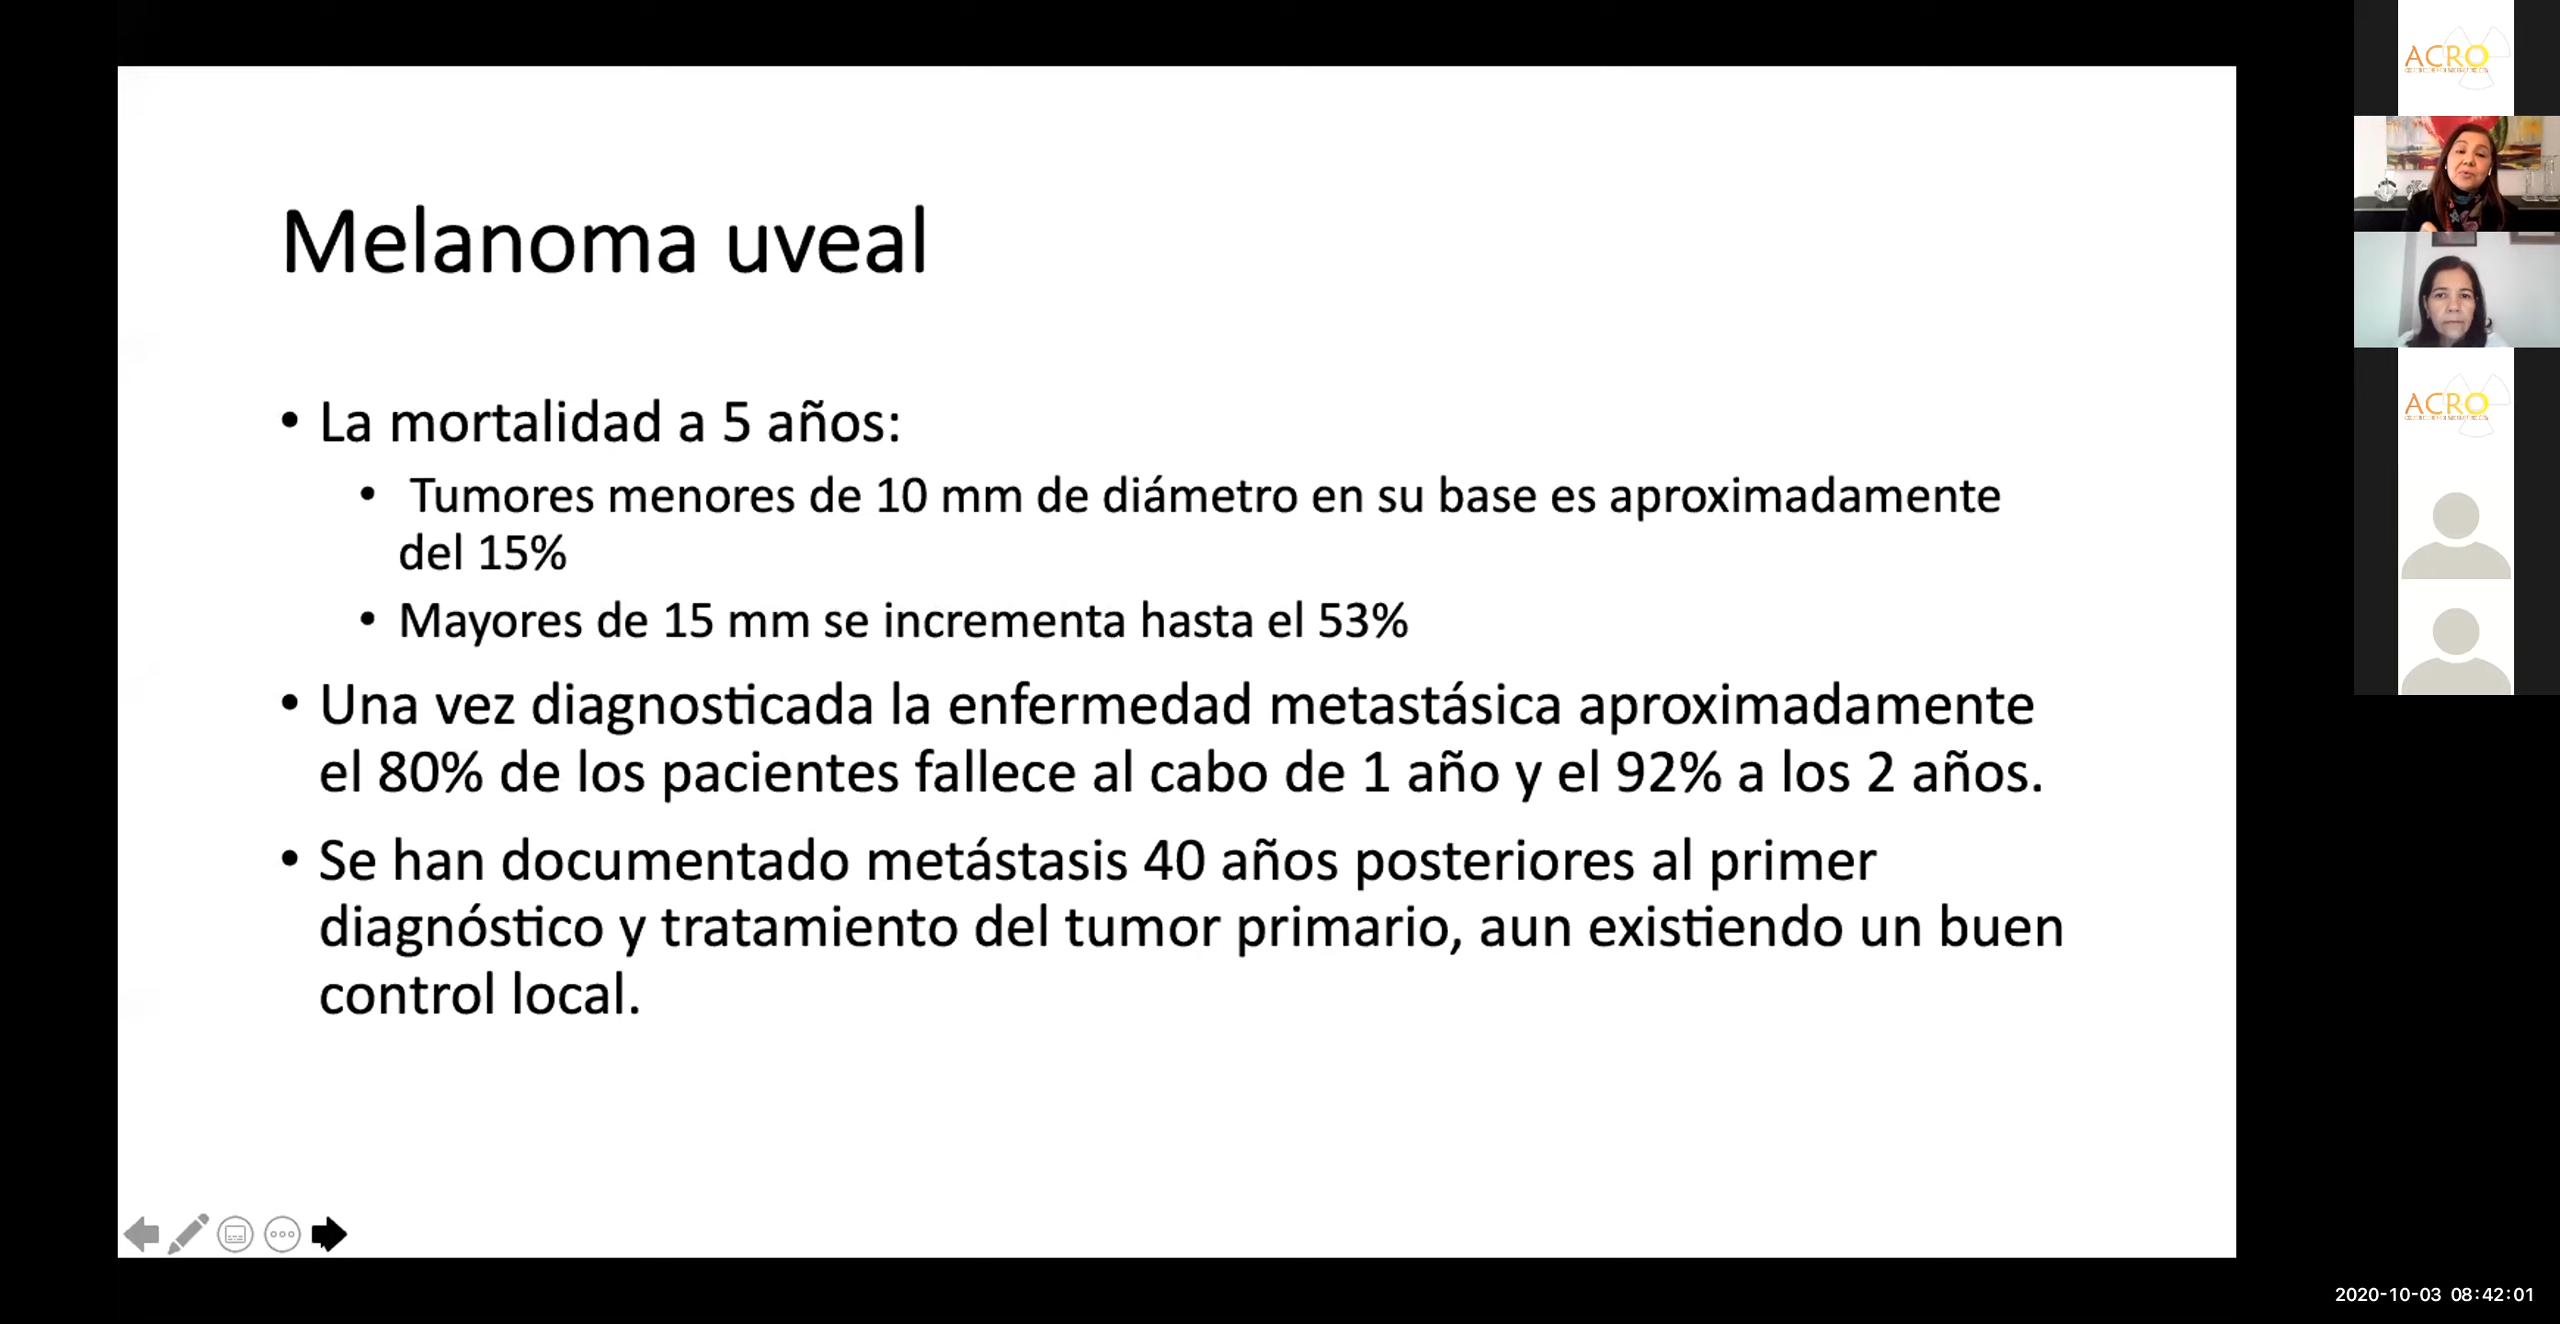 Melanoma uveal
• La mortalidad a 5 años:
• Tumores menores de 10 mm de diámetro en su base es aproximadamente
del 15%
• Mayores de 15 mm se incrementa hasta el 53%
• Una vez diagnosticada la enfermedad metastásica aproximadamente
el 80% de los pacientes fallece al cabo de 1 año y el 92% a los 2 años.
• Se han documentado metástasis 40 años posteriores al primer
diagnóstico y tratamiento del tumor primario, aun existiendo un buen
control local.
ACRO
ACRO
2020-10-03 08:42:01